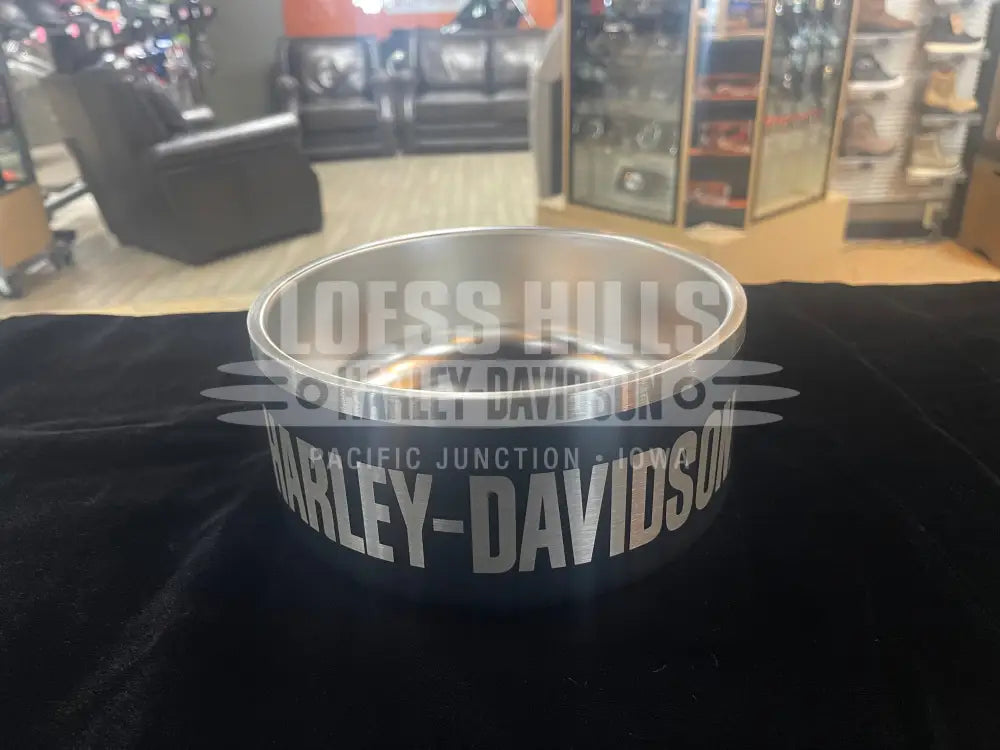 LOESS HILLS
HARLEY-DAVIDSON
PACIFIC JUNCTION • IOWA
HARLEY-DAVIDSON